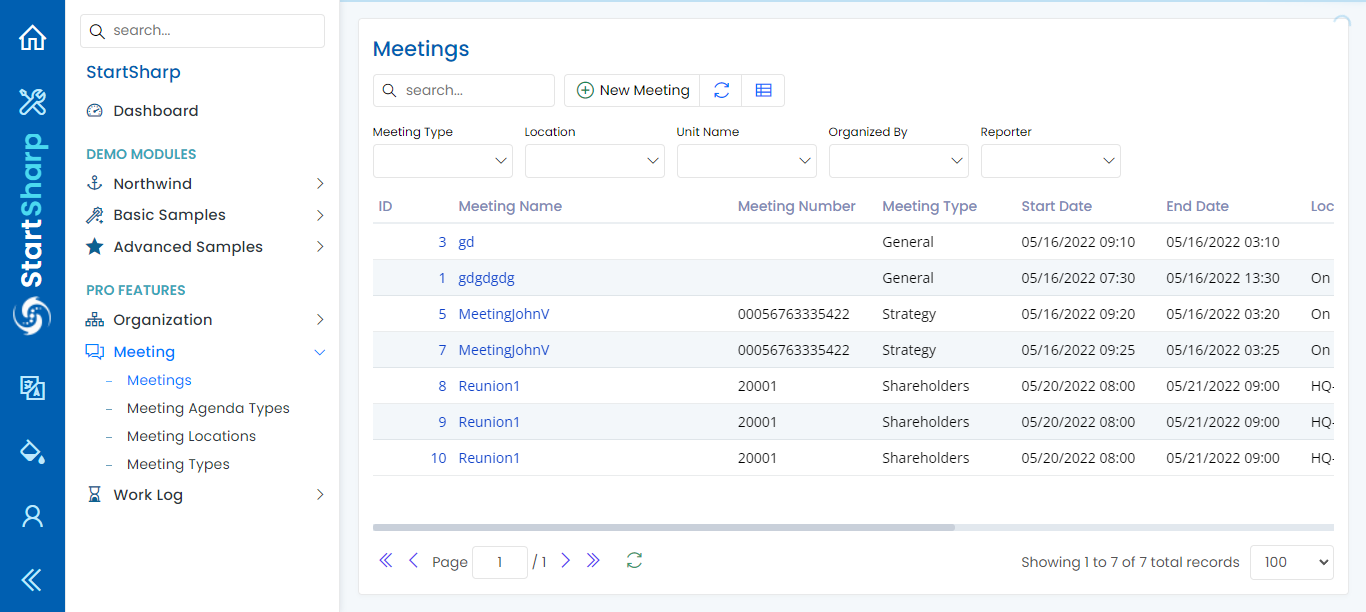 StartSharp
search...
StartSharp
Dashboard
DEMO MODULES
Northwind
Basic Samples
Advanced Samples
PRO FEATURES
Organization
Meeting
– Meetings
– Meeting Agenda Types
– Meeting Locations
– Meeting Types
Work Log
Meetings
search... New Meeting
Meeting Type Location Unit Name Organized By Reporter
ID Meeting Name Meeting Number Meeting Type Start Date End Date Loc
3 gd General 05/16/2022 09:10 05/16/2022 03:10
1 gdgdgdg General 05/16/2022 07:30 05/16/2022 13:30 On
5 MeetingJohnV 00056763335422 Strategy 05/16/2022 09:20 05/16/2022 03:20 On
7 MeetingJohnV 00056763335422 Strategy 05/16/2022 09:25 05/16/2022 03:25 On
8 Reunion1 20001 Shareholders 05/20/2022 08:00 05/21/2022 09:00 HQ-
9 Reunion1 20001 Shareholders 05/20/2022 08:00 05/21/2022 09:00 HQ-
10 Reunion1 20001 Shareholders 05/20/2022 08:00 05/21/2022 09:00 HQ-
Page 1 / 1 Showing 1 to 7 of 7 total records 100